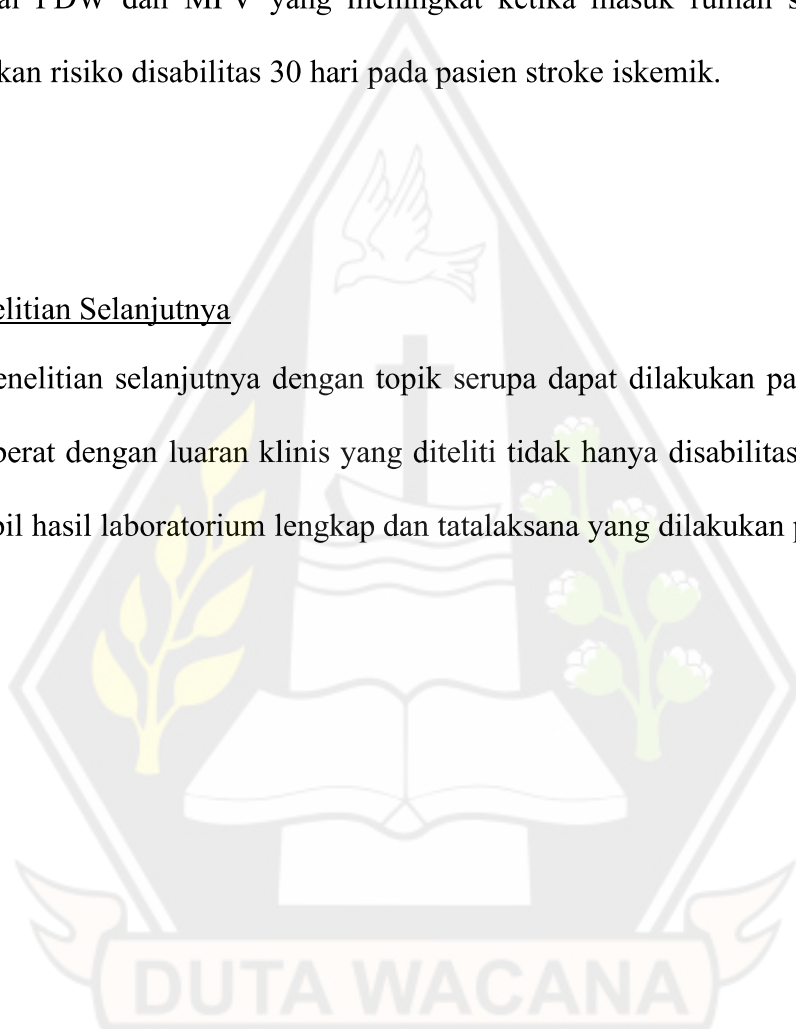 PDW dan MPV yang meningkat ketika masuk rumah
kan risiko disabilitas 30 hari pada pasien stroke iskemik.
elitian Selanjutnya
enelitian selanjutnya dengan topik serupa dapat dilakukan pa
berat dengan luaran klinis yang diteliti tidak hanya disabilitas
bil hasil laboratorium lengkap dan tatalaksana yang dilakukan p
DUTA WACANA